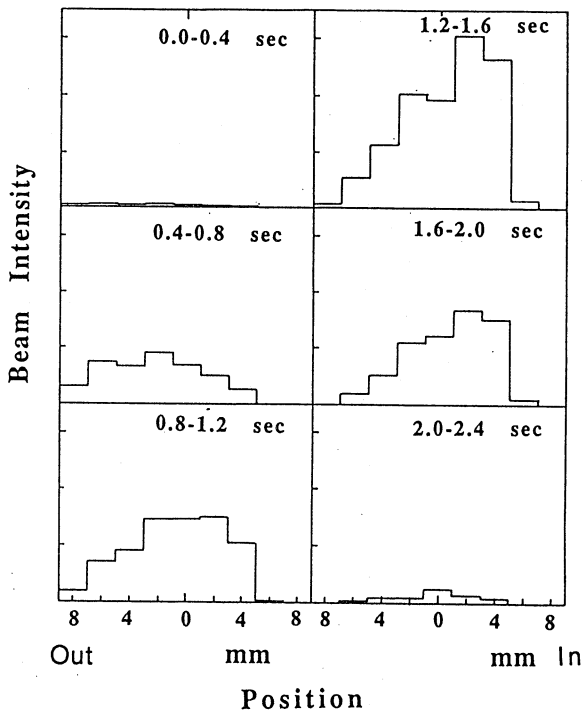 0.0-0.4 sec
1.2-1.6 sec
0.4-0.8 sec
1.6-2.0 sec
0.8-1.2 sec
2.0-2.4 sec
Beam Intensity
8 4 0 4 8
8 4 0 4 8
Out mm
mm In
Position